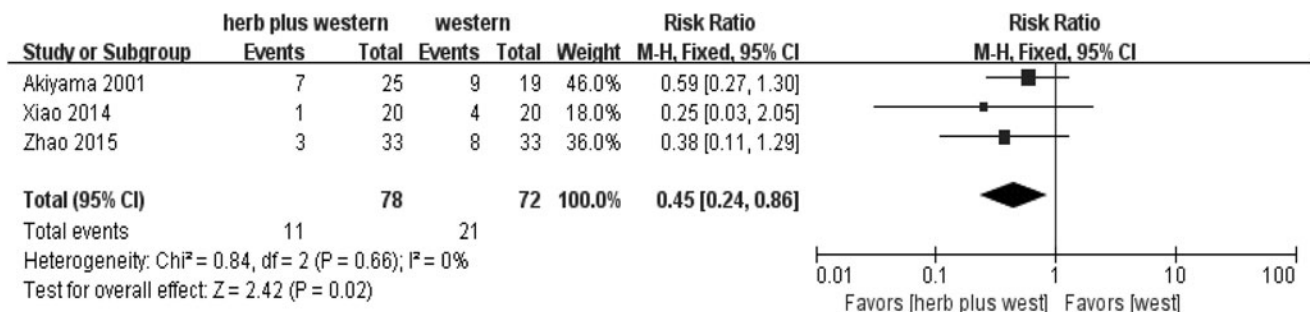 herb plus western western Risk Ratio Risk Ratio
Study or Subgroup Events Total Events Total Weight M-H, Fixed, 95% CI M-H, Fixed, 95% CI
Akiyama 2001 7 25 9 19 46.0% 0.59 [0.27, 1.30]
Xiao 2014 1 20 4 20 18.0% 0.25 [0.03, 2.05]
Zhao 2015 3 33 8 33 36.0% 0.38 [0.11, 1.29]
Total (95% CI) 78 72 100.0% 0.45 [0.24, 0.86]
Total events 11 21
Heterogeneity: Chi² = 0.84, df = 2 (P = 0.66); I² = 0%
Test for overall effect: Z = 2.42 (P = 0.02)
0.01 0.1 1 10 100
Favors [herb plus west] Favors [west]